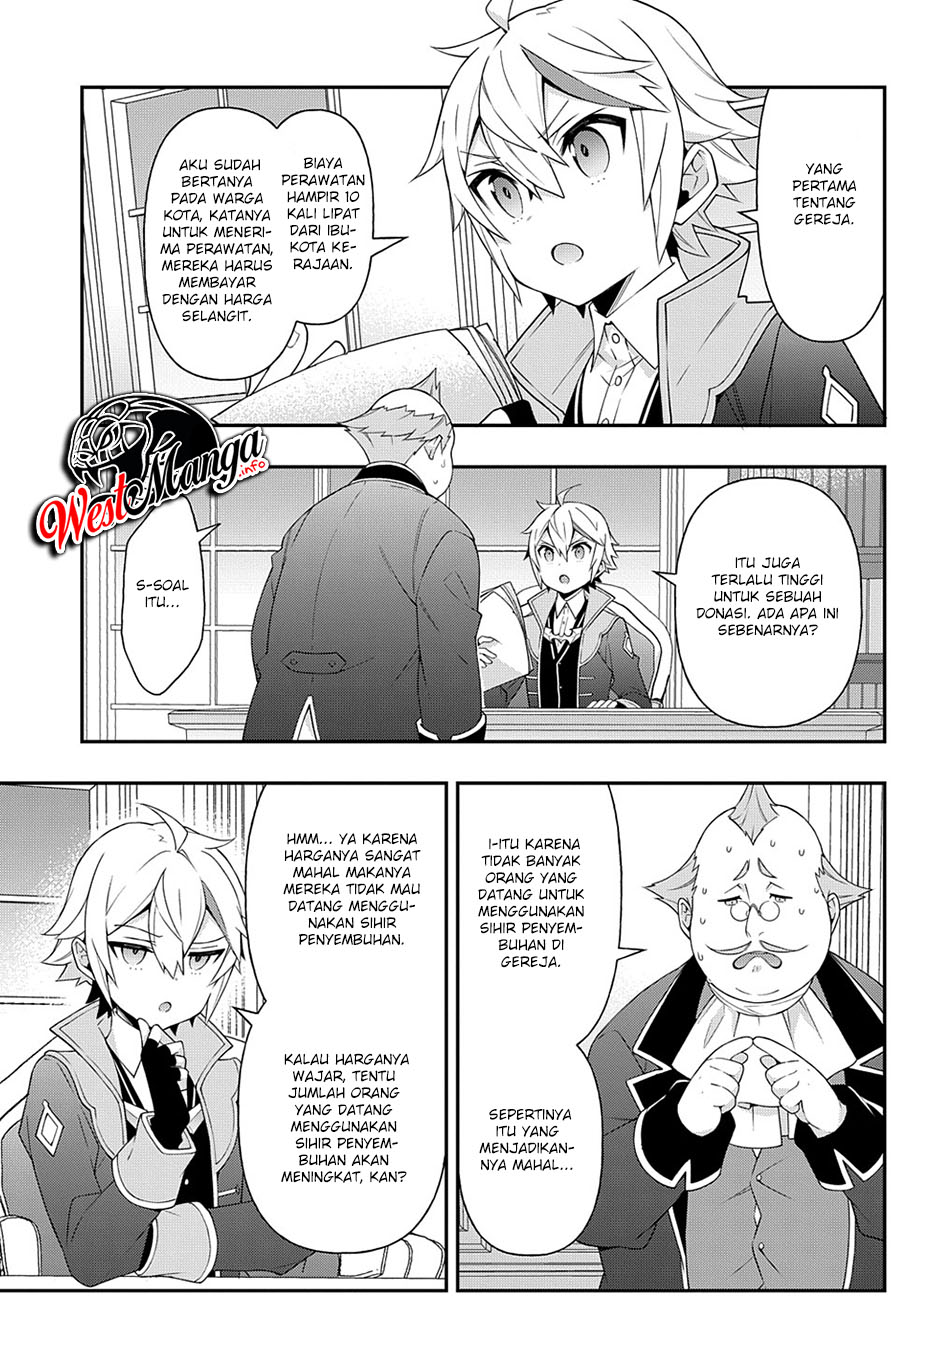 YANG
PERTAMA
TENTANG
GEREJA.
BIAYA
PERAWATAN
HAMPIR 10
KALI LIPAT
DARI IBU-
KOTA KE-
RAJAAN.
AKU SUDAH
BERTANYA
PADA WARGA
KOTA, KATANYA
UNTUK MENERI-
MA PERAWATAN,
MEREKA HARUS
MEMBAYAR
DENGAN HARGA
SELANGIT.
WestManga
.info
ITU JUGA
TERLALU TINGGI
UNTUK SEBUAH
DONASI. ADA APA INI
SEBENARNYA?
S-SOAL
ITU...
I-ITU KARENA
TIDAK BANYAK
ORANG YANG
DATANG UNTUK
MENGGUNAKAN
SIHIR PENYEM-
BUHAN DI
GEREJA.
SEPERTINYA
ITU YANG
MENJADIKAN-
NYA MAHAL...
HMM... YA KARENA
HARGANYA SANGAT
MAHAL MAKANYA
MEREKA TIDAK MAU
DATANG MENGGU-
NAKAN SIHIR
PENYEMBUHAN.
KALAU HARGANYA
WAJAR, TENTU
JUMLAH ORANG
YANG DATANG
MENGGUNAKAN
SIHIR PENYEM-
BUHAN AKAN
MENINGKAT, KAN?